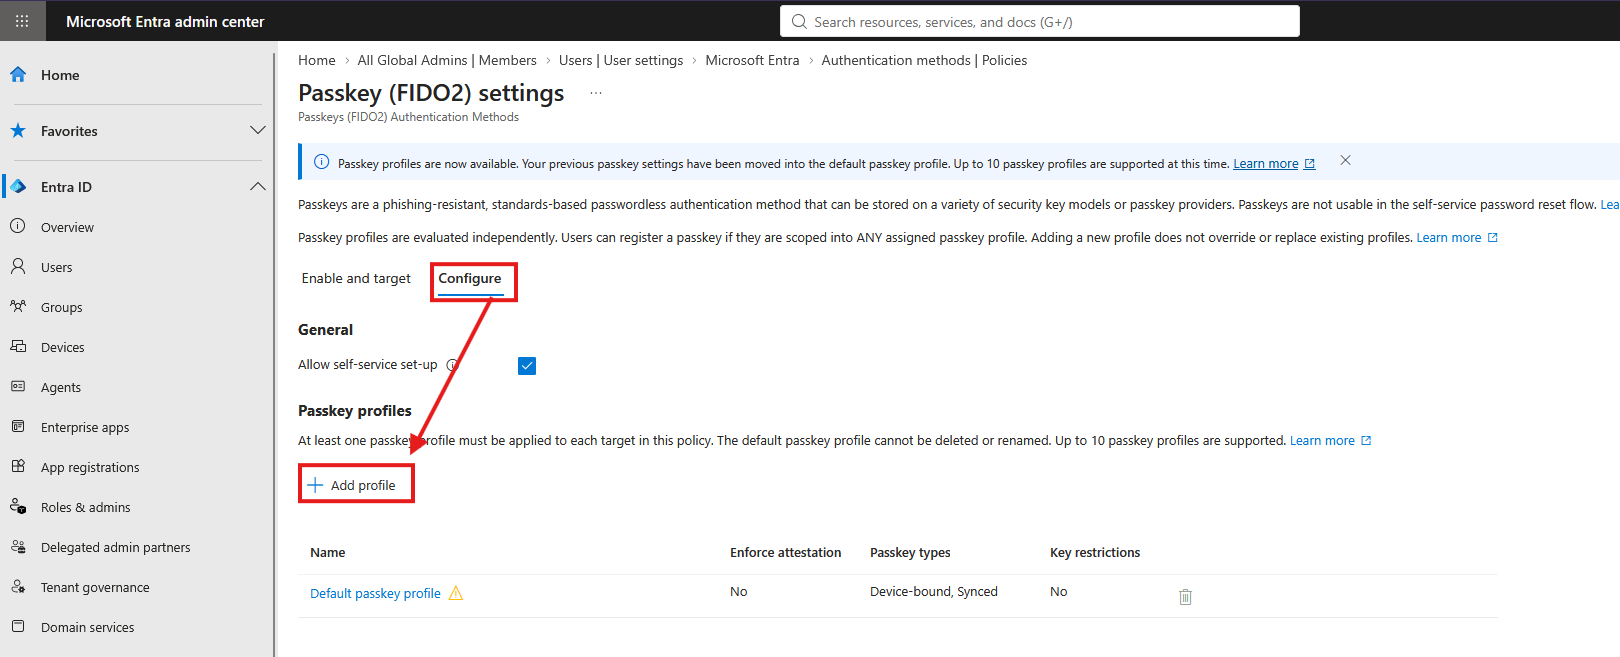 Microsoft Entra admin center
Search resources, services, and docs (G+/)
Home
Favorites
Entra ID
Overview
Users
Groups
Devices
Agents
Enterprise apps
App registrations
Roles & admins
Delegated admin partners
Tenant governance
Domain services
Home > All Global Admins | Members > Users | User settings > Microsoft Entra > Authentication methods | Policies
Passkey (FIDO2) settings ...
Passkeys (FIDO2) Authentication Methods
Passkey profiles are now available. Your previous passkey settings have been moved into the default passkey profile. Up to 10 passkey profiles are supported at this time. Learn more
Passkeys are a phishing-resistant, standards-based passwordless authentication method that can be stored on a variety of security key models or passkey providers. Passkeys are not usable in the self-service password reset flow. Lea
Passkey profiles are evaluated independently. Users can register a passkey if they are scoped into ANY assigned passkey profile. Adding a new profile does not override or replace existing profiles. Learn more
Enable and target Configure
General
Allow self-service set-up
Passkey profiles
At least one passkey profile must be applied to each target in this policy. The default passkey profile cannot be deleted or renamed. Up to 10 passkey profiles are supported. Learn more
+ Add profile
Name Enforce attestation Passkey types Key restrictions
Default passkey profile No Device-bound, Synced No